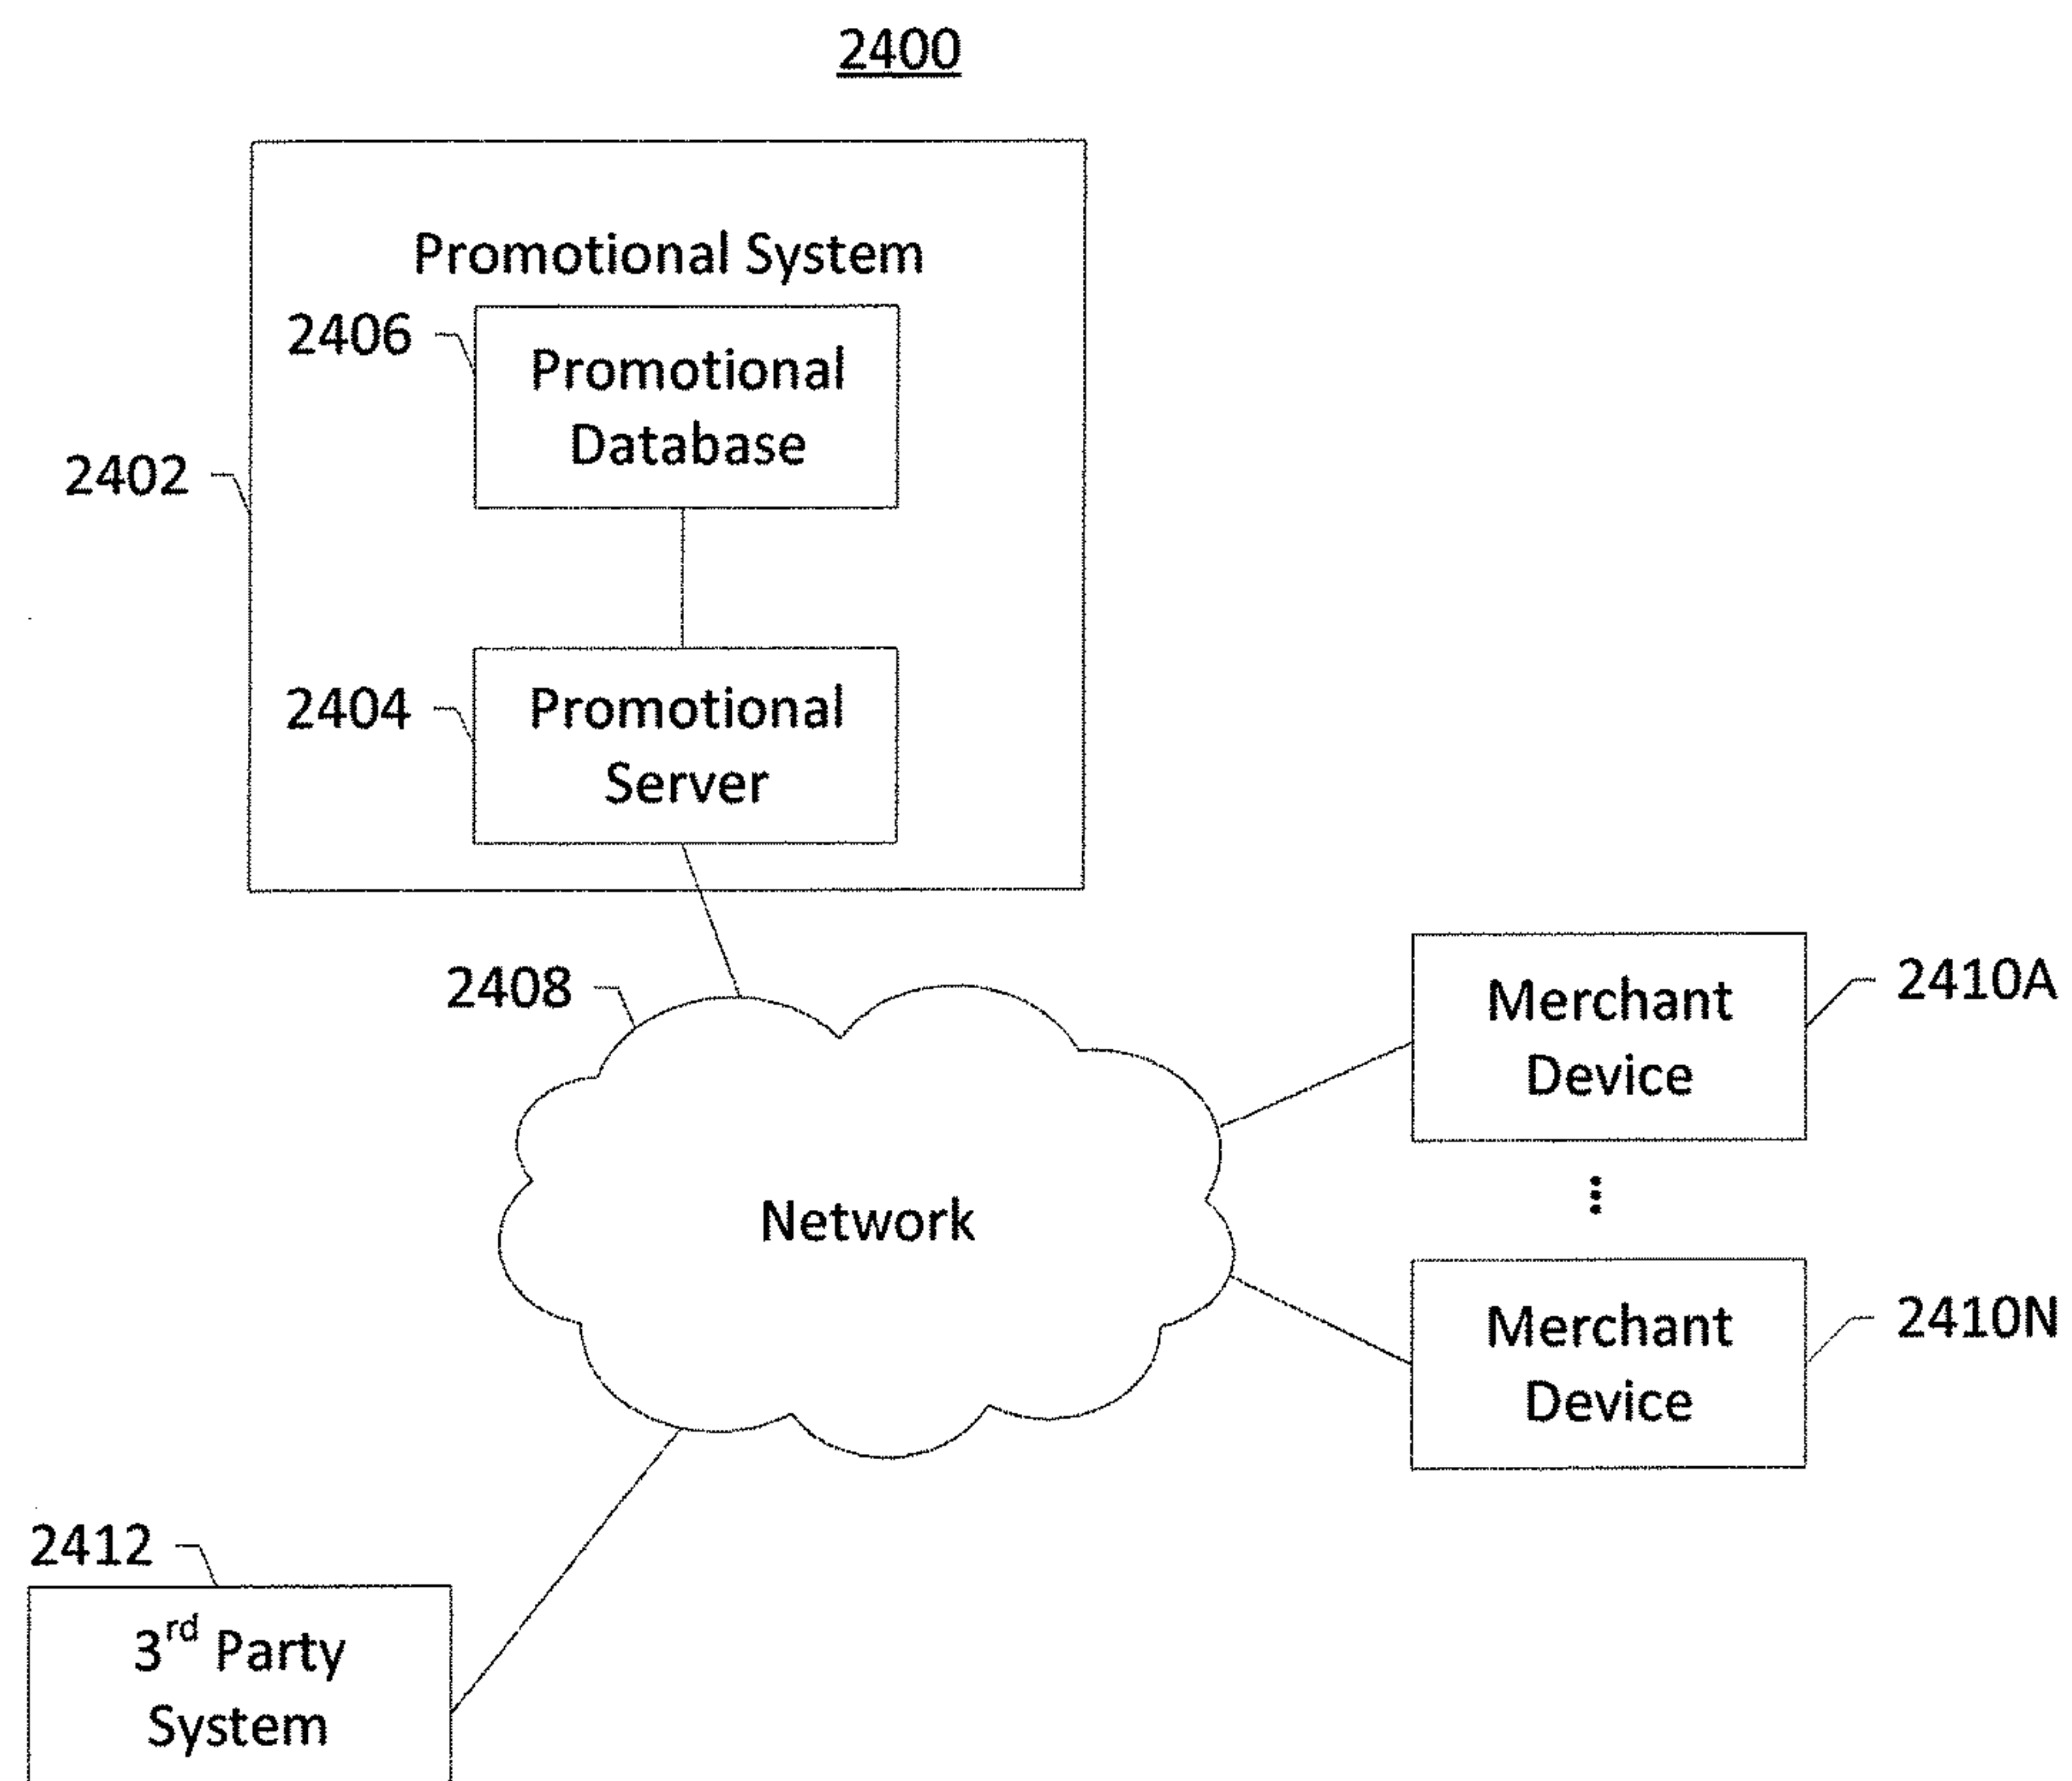 2400
Promotional System
2406
Promotional
Database
2402
2404
Promotional
Server
2408
Merchant
Device
2410A
Network
Merchant
Device
2410N
2412
3rd Party
System